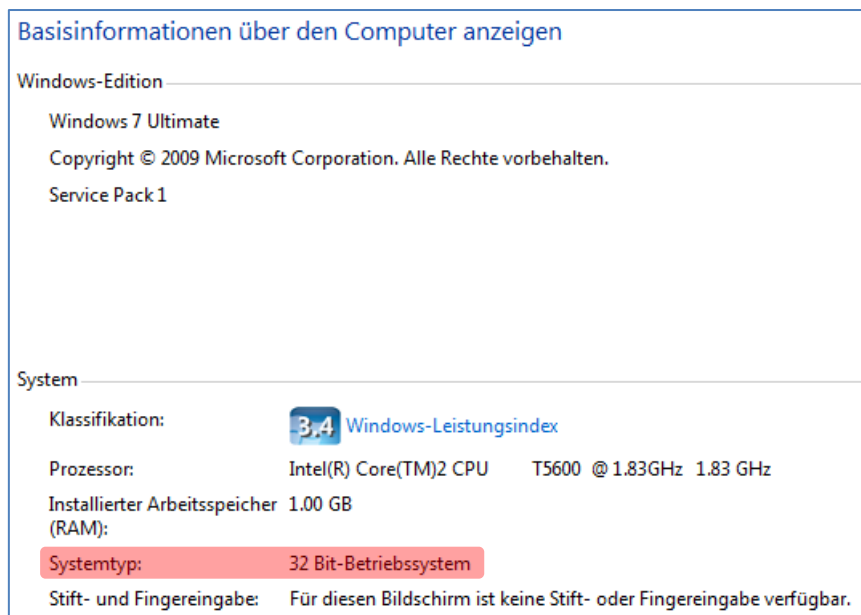 Basisinformationen über den Computer anzeigen
Windows-Edition
Windows 7 Ultimate
Copyright © 2009 Microsoft Corporation. Alle Rechte vorbehalten.
Service Pack 1
System
Klassifikation: 3,4 Windows-Leistungsindex
Prozessor: Intel(R) Core(TM)2 CPU T5600 @ 1.83GHz 1.83 GHz
Installierter Arbeitsspeicher 1.00 GB
(RAM):
Systemtyp: 32 Bit-Betriebssystem
Stift- und Fingereingabe: Für diesen Bildschirm ist keine Stift- oder Fingereingabe verfügbar.